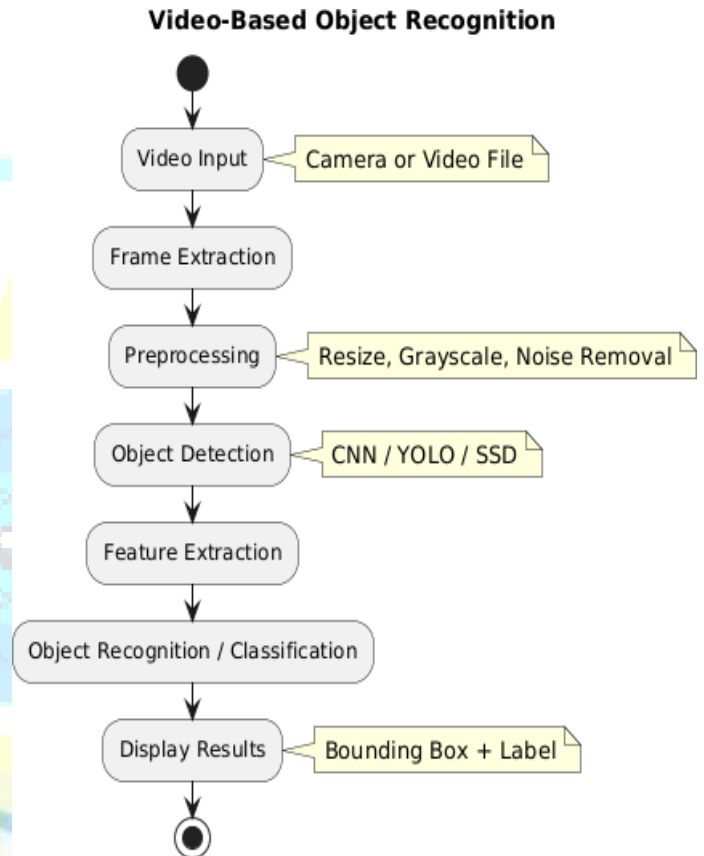 Video-Based Object Recognition
Video Input
Camera or Video File
Frame Extraction
Preprocessing
Resize, Grayscale, Noise Removal
Object Detection
CNN / YOLO / SSD
Feature Extraction
Object Recognition / Classification
Display Results
Bounding Box + Label